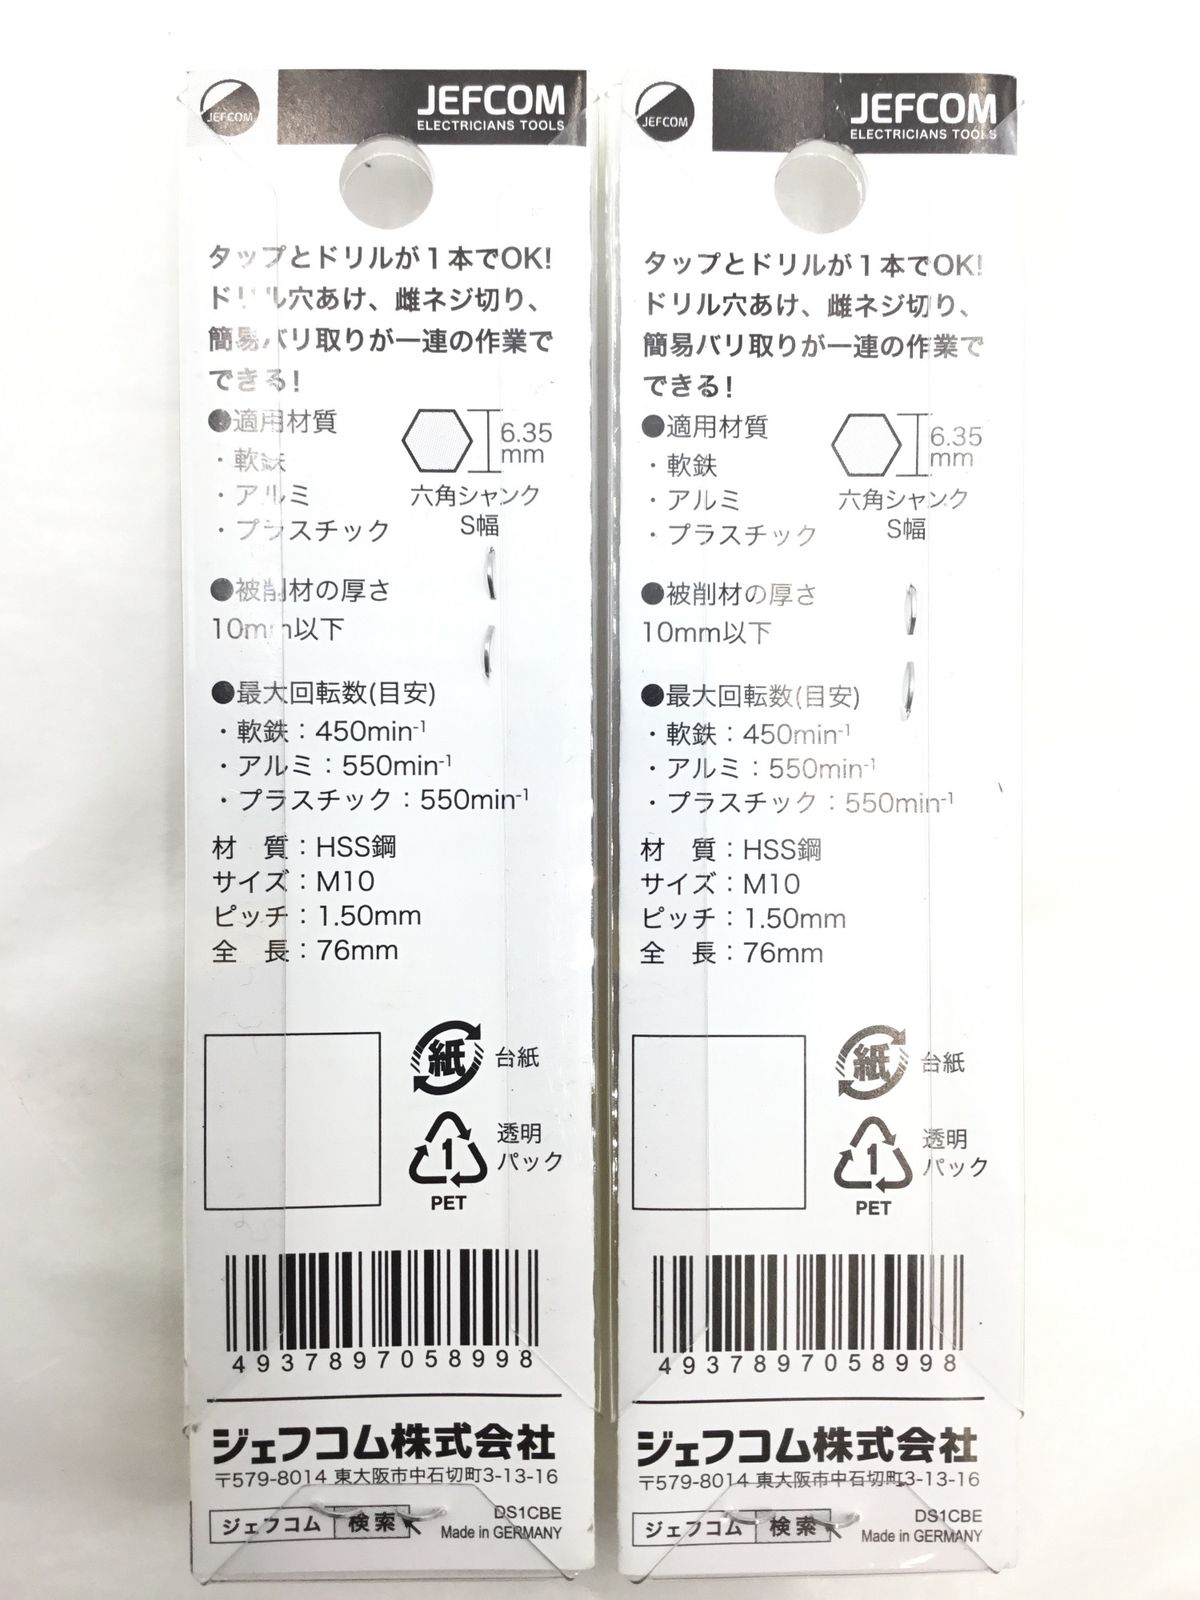 JEFCOM
JEFCOM
ELECTRICIANS TOOLS
タップとドリルが1本でOK!
ドリル穴あけ、雌ネジ切り、
簡易バリ取りが一連の作業で
できる!
●適用材質
・軟鉄
・アルミ
・プラスチック
6.35
mm
六角シャンク
S幅
●被削材の厚さ
10mm以下
●最大回転数(目安)
・軟鉄：450min-1
・アルミ：550min-1
・プラスチック：550min-1
材 質：HSS鋼
サイズ：M10
ピッチ：1.50mm
全 長：76mm
紙 台紙
1
PET
透明
パック
4937897058998
ジェフコム株式会社
〒579-8014 東大阪市中石切町3-13-16
ジェフコム 検索
DS1CBE
Made in GERMANY
JEFCOM
JEFCOM
ELECTRICIANS TOOLS
タップとドリルが1本でOK!
ドリル穴あけ、雌ネジ切り、
簡易バリ取りが一連の作業で
できる!
●適用材質
・軟鉄
・アルミ
・プラスチック
6.35
mm
六角シャンク
S幅
●被削材の厚さ
10mm以下
●最大回転数(目安)
・軟鉄：450min-1
・アルミ：550min-1
・プラスチック：550min-1
材 質：HSS鋼
サイズ：M10
ピッチ：1.50mm
全 長：76mm
紙 台紙
1
PET
透明
パック
4937897058998
ジェフコム株式会社
〒579-8014 東大阪市中石切町3-13-16
ジェフコム 検索
DS1CBE
Made in GERMANY